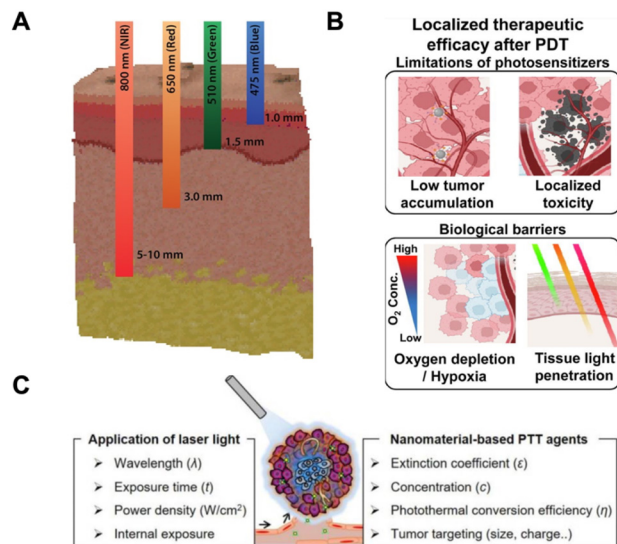 A
800 nm (NIR)
650 nm (Red)
510 nm (Green)
475 nm (Blue)
1.0 mm
1.5 mm
3.0 mm
5-10 mm
B
Localized therapeutic
efficacy after PDT
Limitations of photosensitizers
Low tumor
accumulation
Localized
toxicity
Biological barriers
High
O₂ Conc.
Low
Oxygen depletion
/ Hypoxia
Tissue light
penetration
C
Application of laser light
➤ Wavelength (λ)
➤ Exposure time (t)
➤ Power density (W/cm²)
➤ Internal exposure
Nanomaterial-based PTT agents
➤ Extinction coefficient (ε)
➤ Concentration (c)
➤ Photothermal conversion efficiency (η)
➤ Tumor targeting (size, charge..)